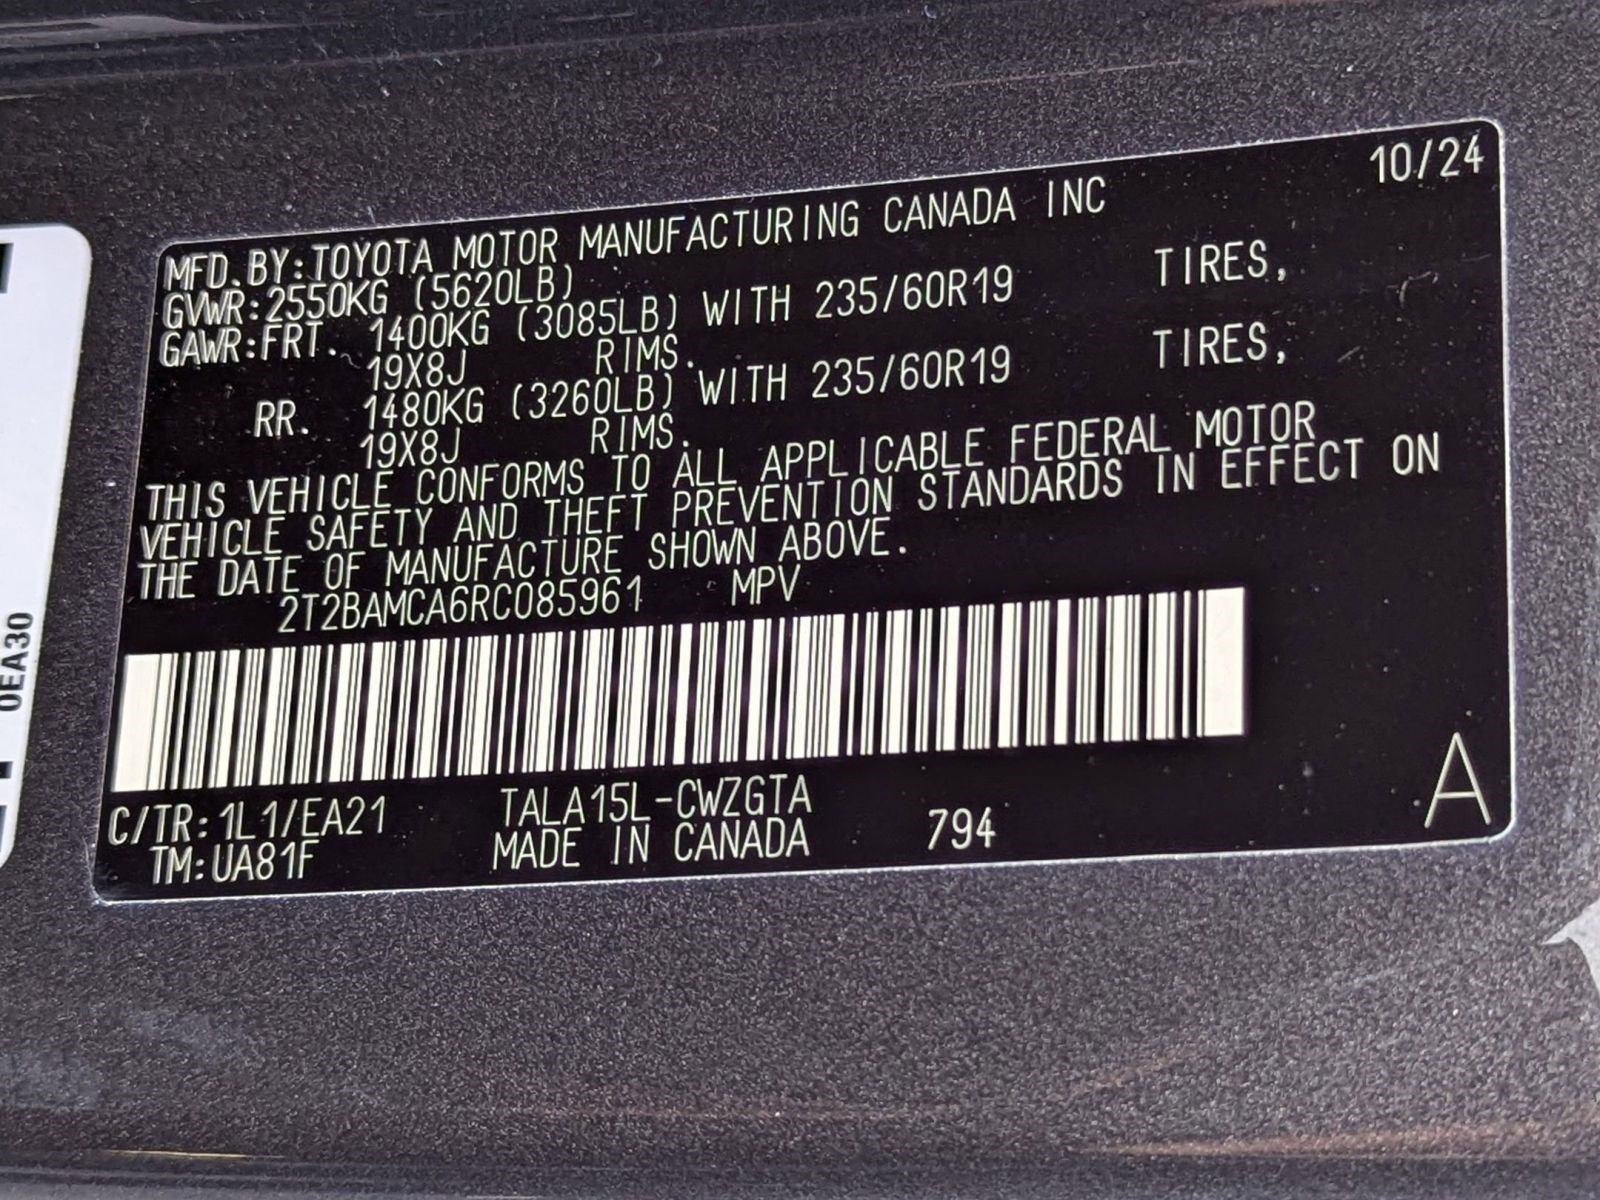 10/24
MFD. BY: TOYOTA MOTOR MANUFACTURING CANADA INC
GVWR: 2550KG (5620LB)
GAWR: FRT. 1400KG (3085LB) WITH 235/60R19 TIRES,
19X8J RIMS.
RR. 1480KG (3260LB) WITH 235/60R19 TIRES,
19X8J RIMS.
THIS VEHICLE CONFORMS TO ALL APPLICABLE FEDERAL MOTOR
VEHICLE SAFETY AND THEFT PREVENTION STANDARDS IN EFFECT ON
THE DATE OF MANUFACTURE SHOWN ABOVE.
2T2BAMCA6RC085961 MPV
C/TR: 1L1/EA21 TALA15L-CWZGTA
TM: UA81F MADE IN CANADA 794
A
0EA30